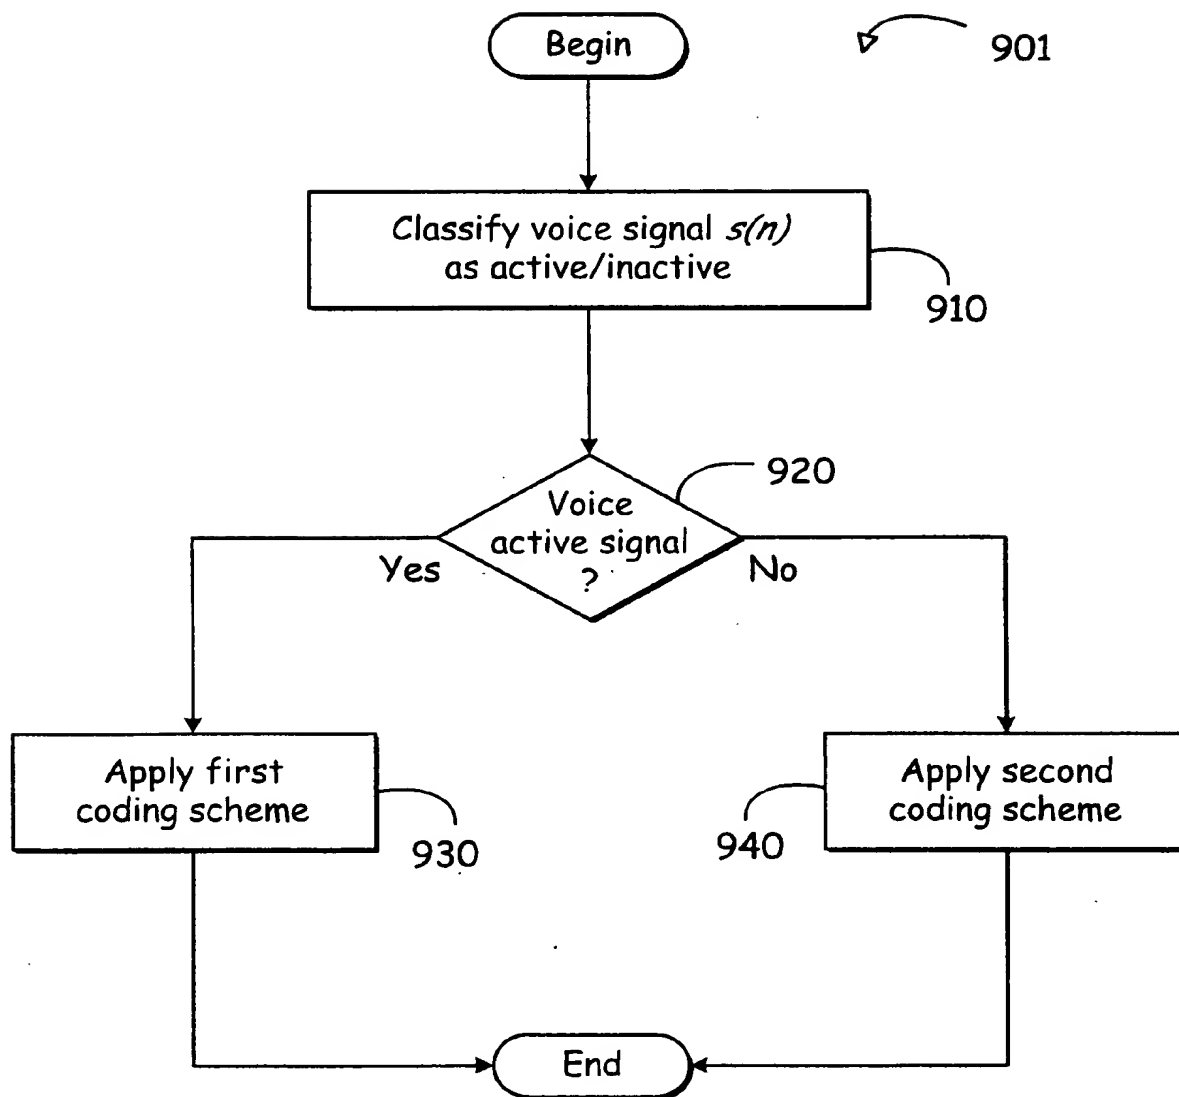 Begin
901
Classify voice signal s(n)
as active/inactive
910
920
Voice
active signal
?
Yes
No
Apply first
coding scheme
930
Apply second
coding scheme
940
End